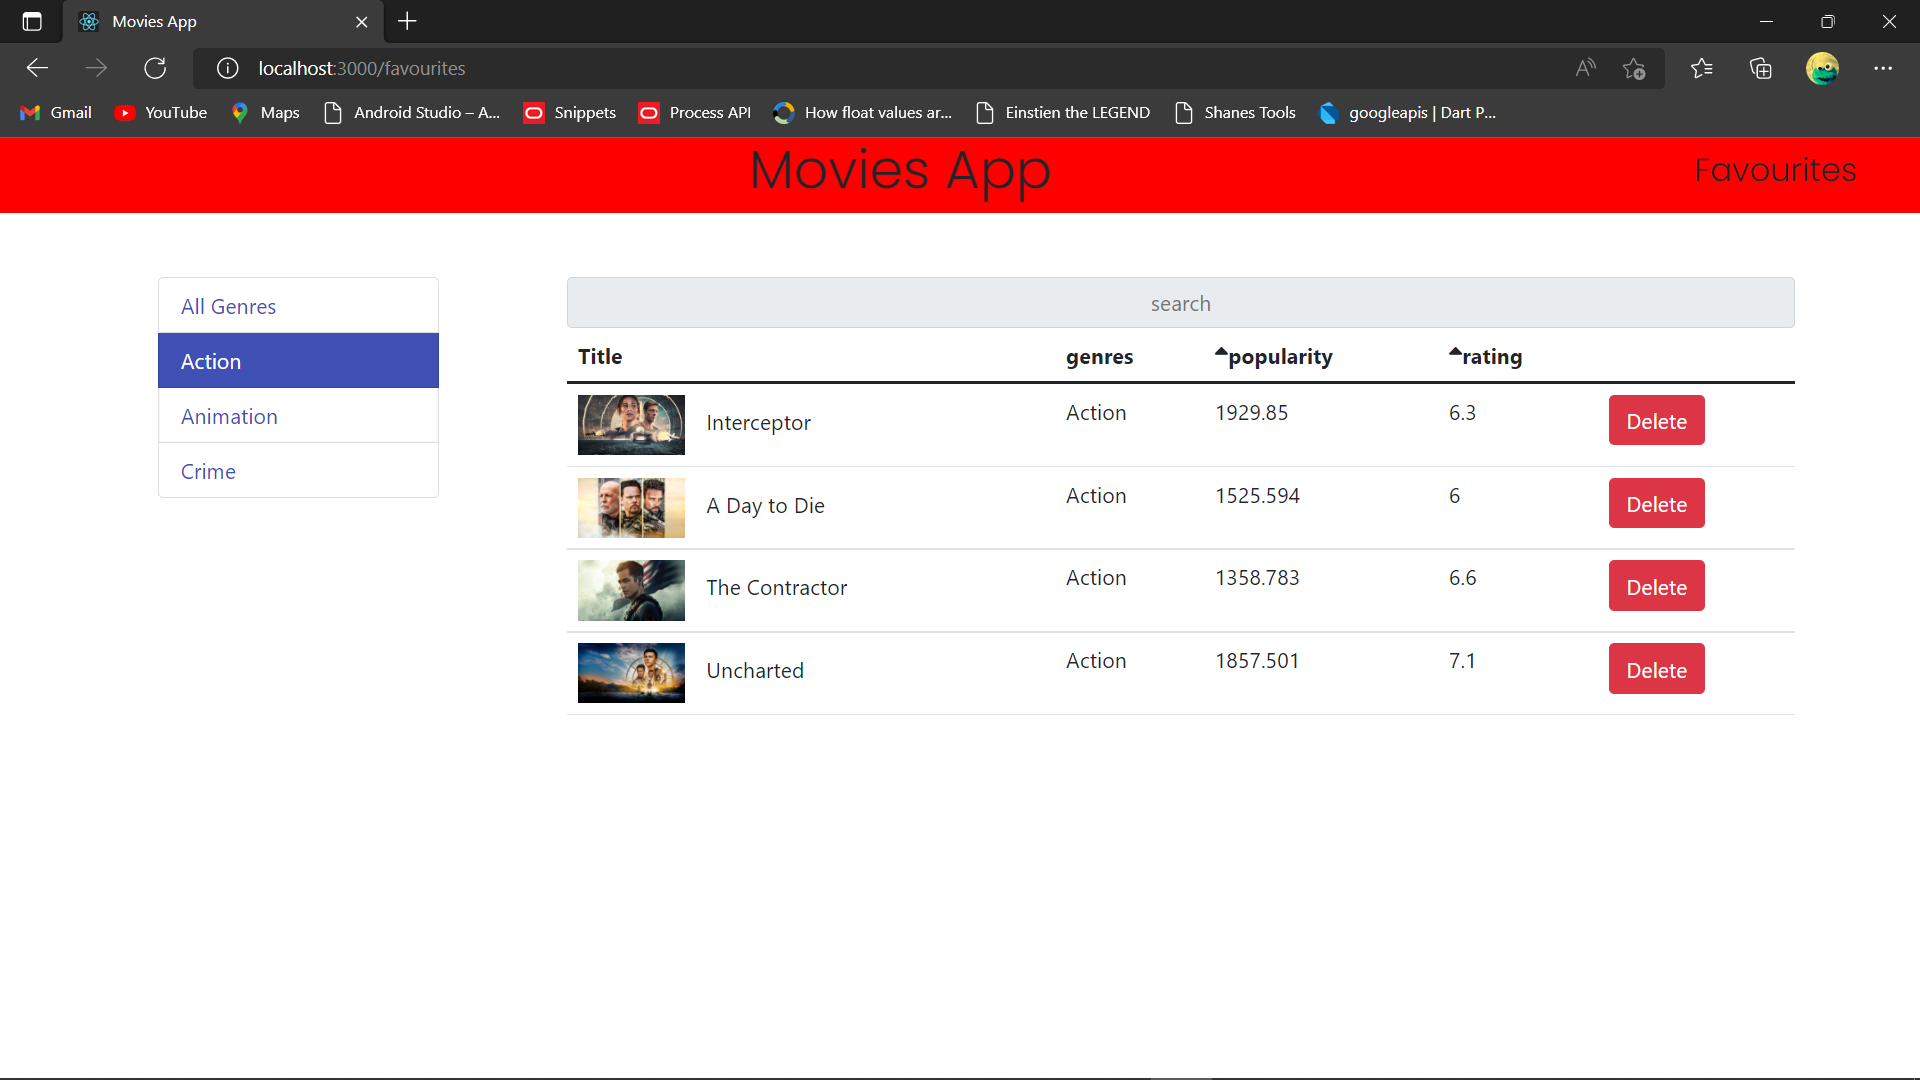 Movies App
localhost:3000/favourites
Gmail YouTube Maps Android Studio – A... Snippets Process API How float values ar... Einstien the LEGEND Shanes Tools googleapis | Dart P...
Movies App Favourites
All Genres
Action
Animation
Crime
search
Title genres popularity rating
Interceptor Action 1929.85 6.3 Delete
A Day to Die Action 1525.594 6 Delete
The Contractor Action 1358.783 6.6 Delete
Uncharted Action 1857.501 7.1 Delete